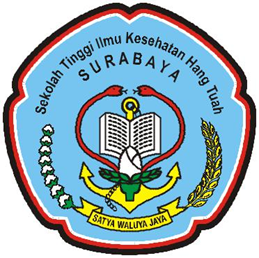 Sekolah Tinggi Ilmu Kesehatan Hang Tuah
SURABAYA
SATYA WALUYA JAYA